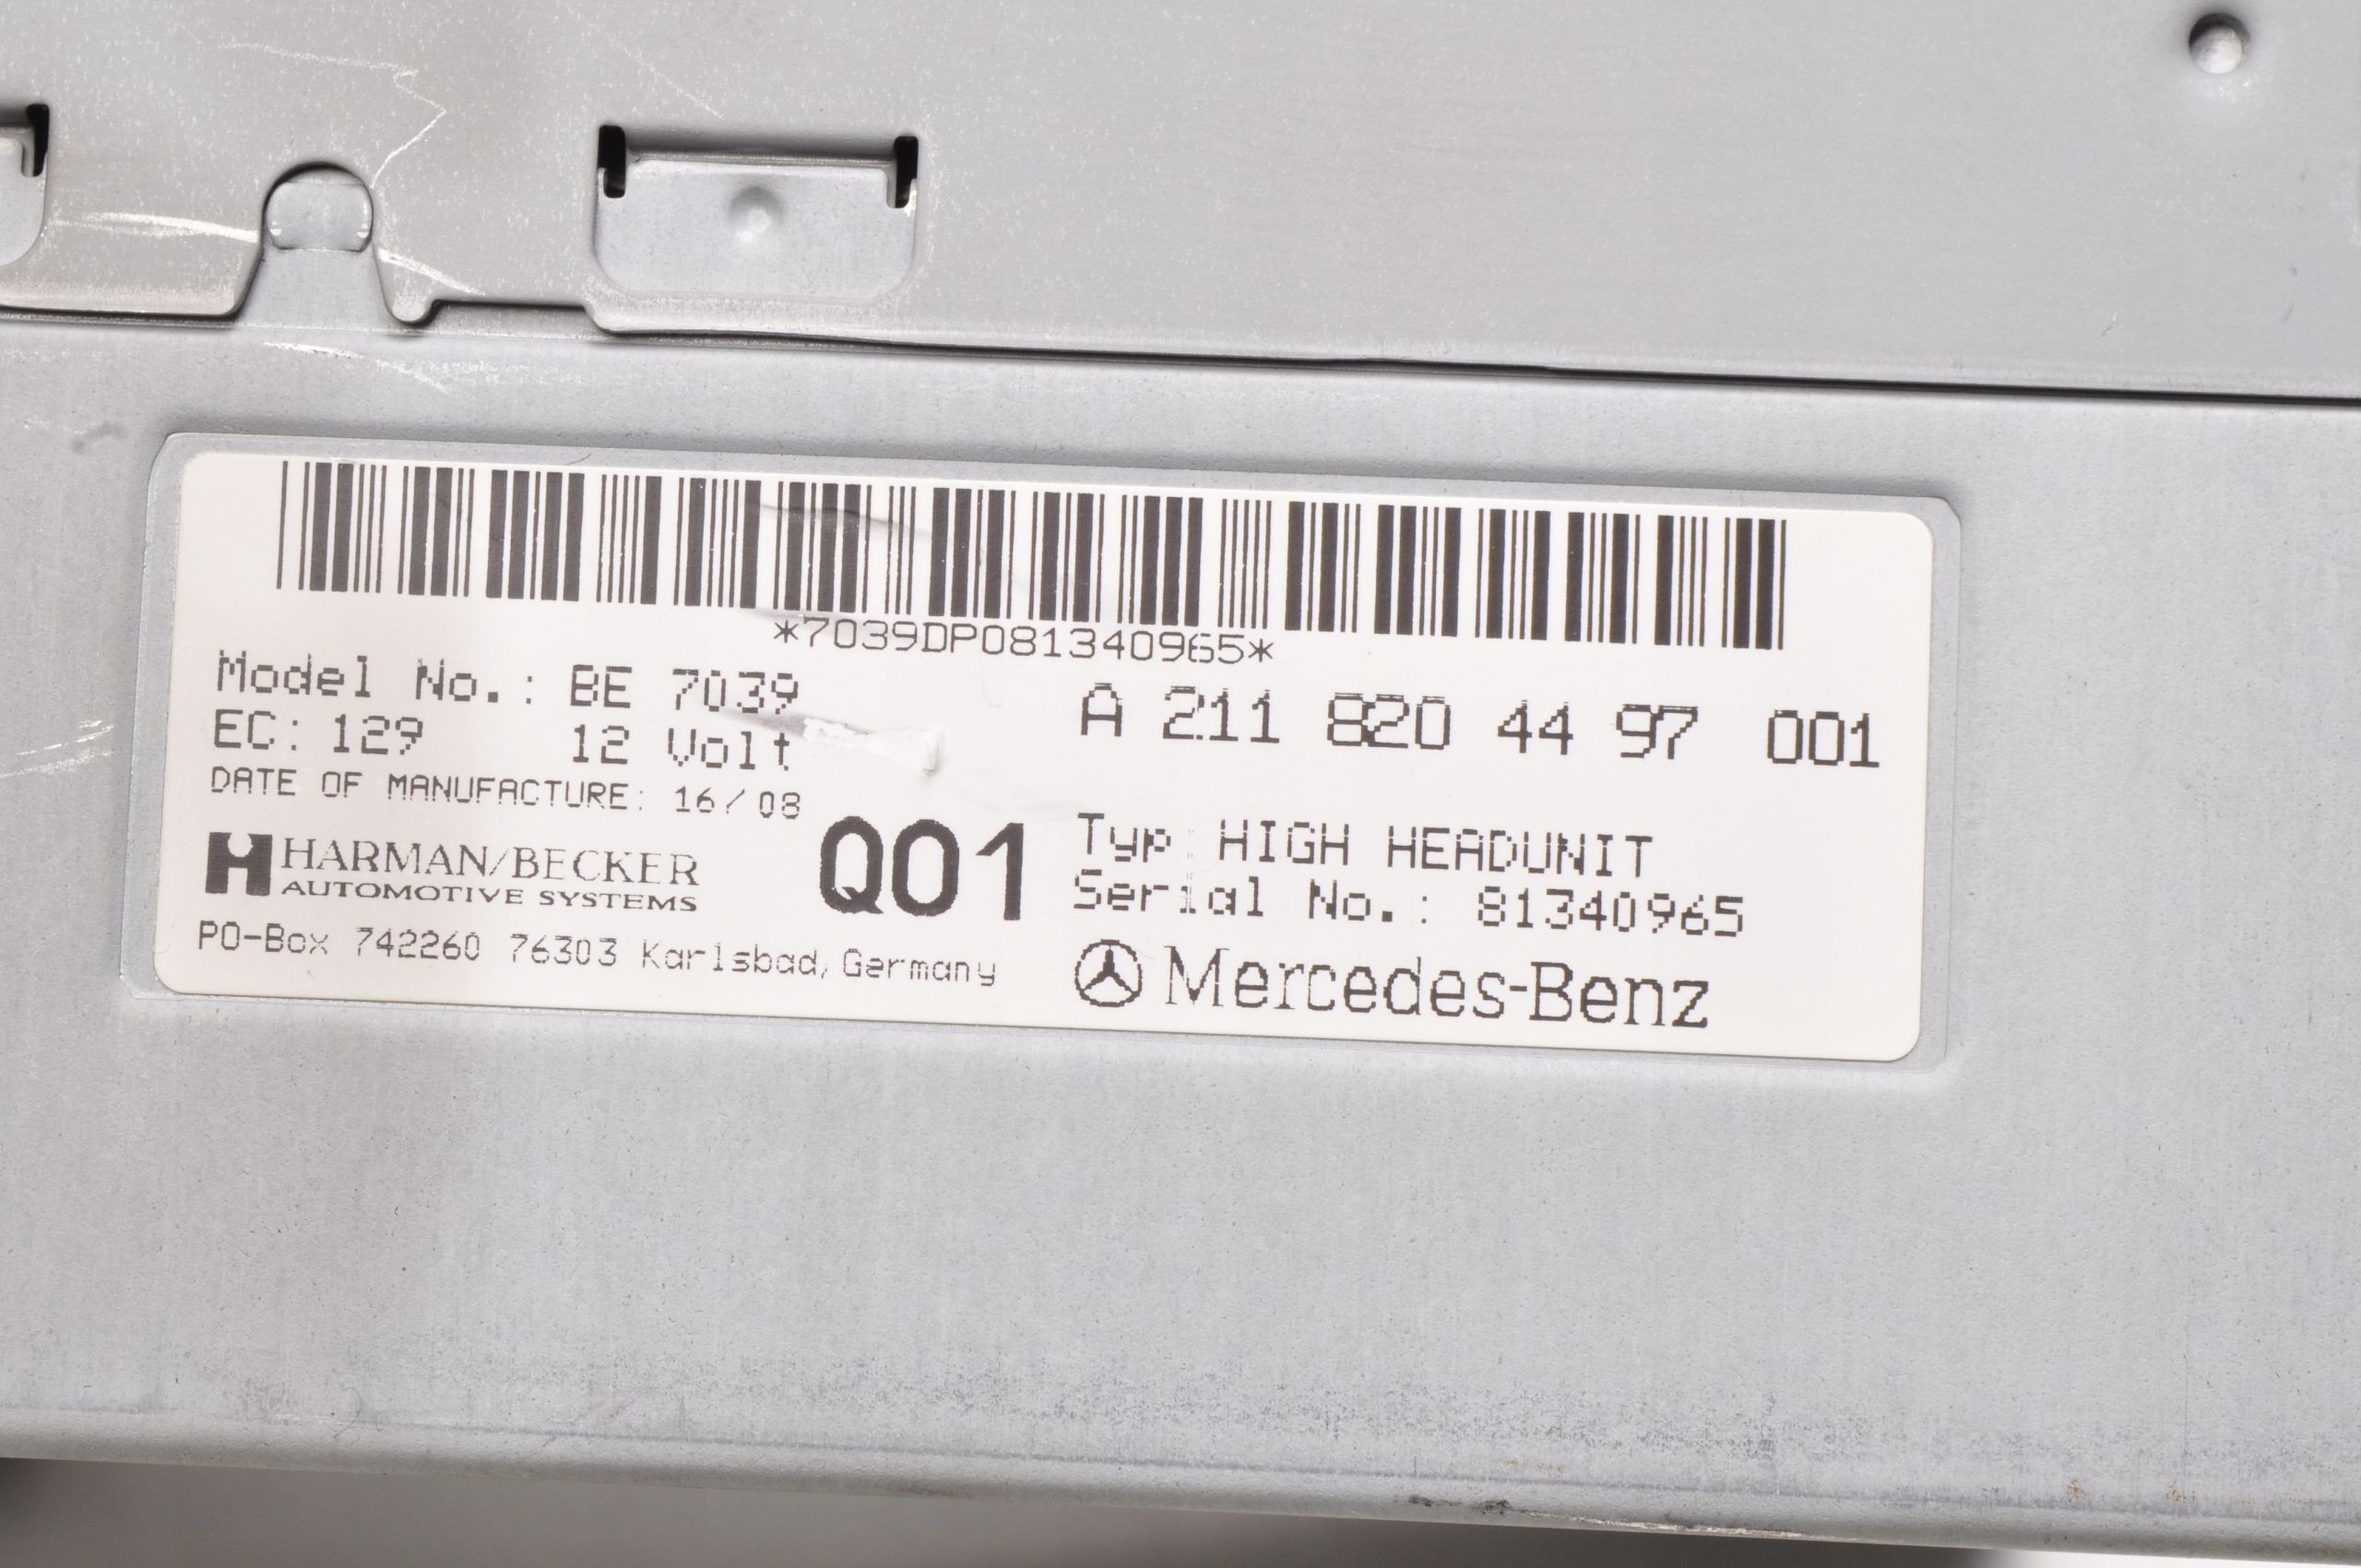 *7039DP081340965*
Model No.: BE 7039
EC: 129 12 Volt
DATE OF MANUFACTURE: 16/08
HARMAN/BECKER
AUTOMOTIVE SYSTEMS
PO-Box 742260 76303 Karlsbad, Germany
Q01
A 211 820 44 97 001
Typ: HIGH HEADUNIT
Serial No.: 81340965
Mercedes-Benz